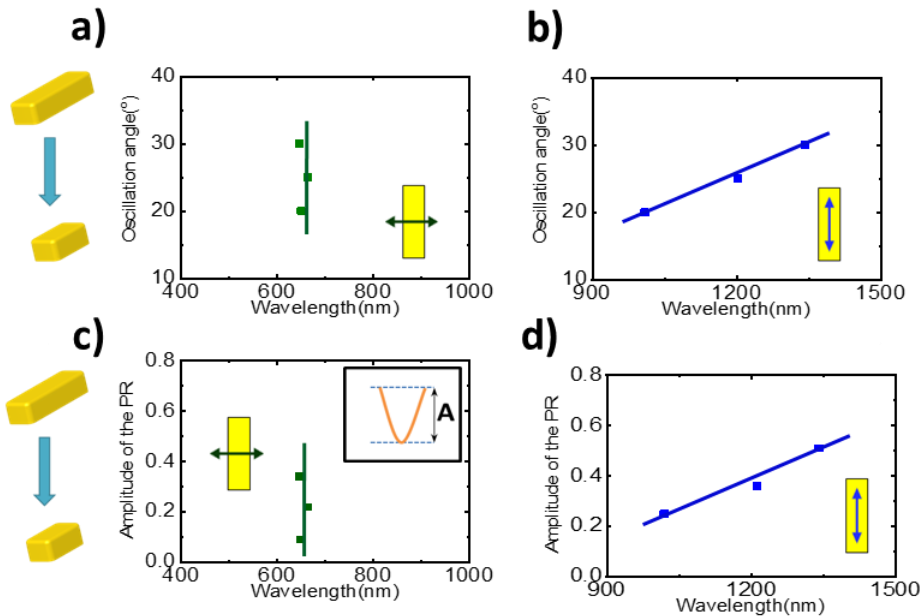 a)
40
30
20
10
Oscillation angle(°)
400
600
800
1000
Wavelength(nm)
b)
40
30
20
10
Oscillation angle(°)
900
1200
1500
Wavelength(nm)
c)
0.8
0.6
0.4
0.2
0.0
Amplitude of the PR
A
400
600
800
1000
Wavelength(nm)
d)
0.8
0.6
0.4
0.2
0.0
Amplitude of the PR
900
1200
1500
Wavelength(nm)